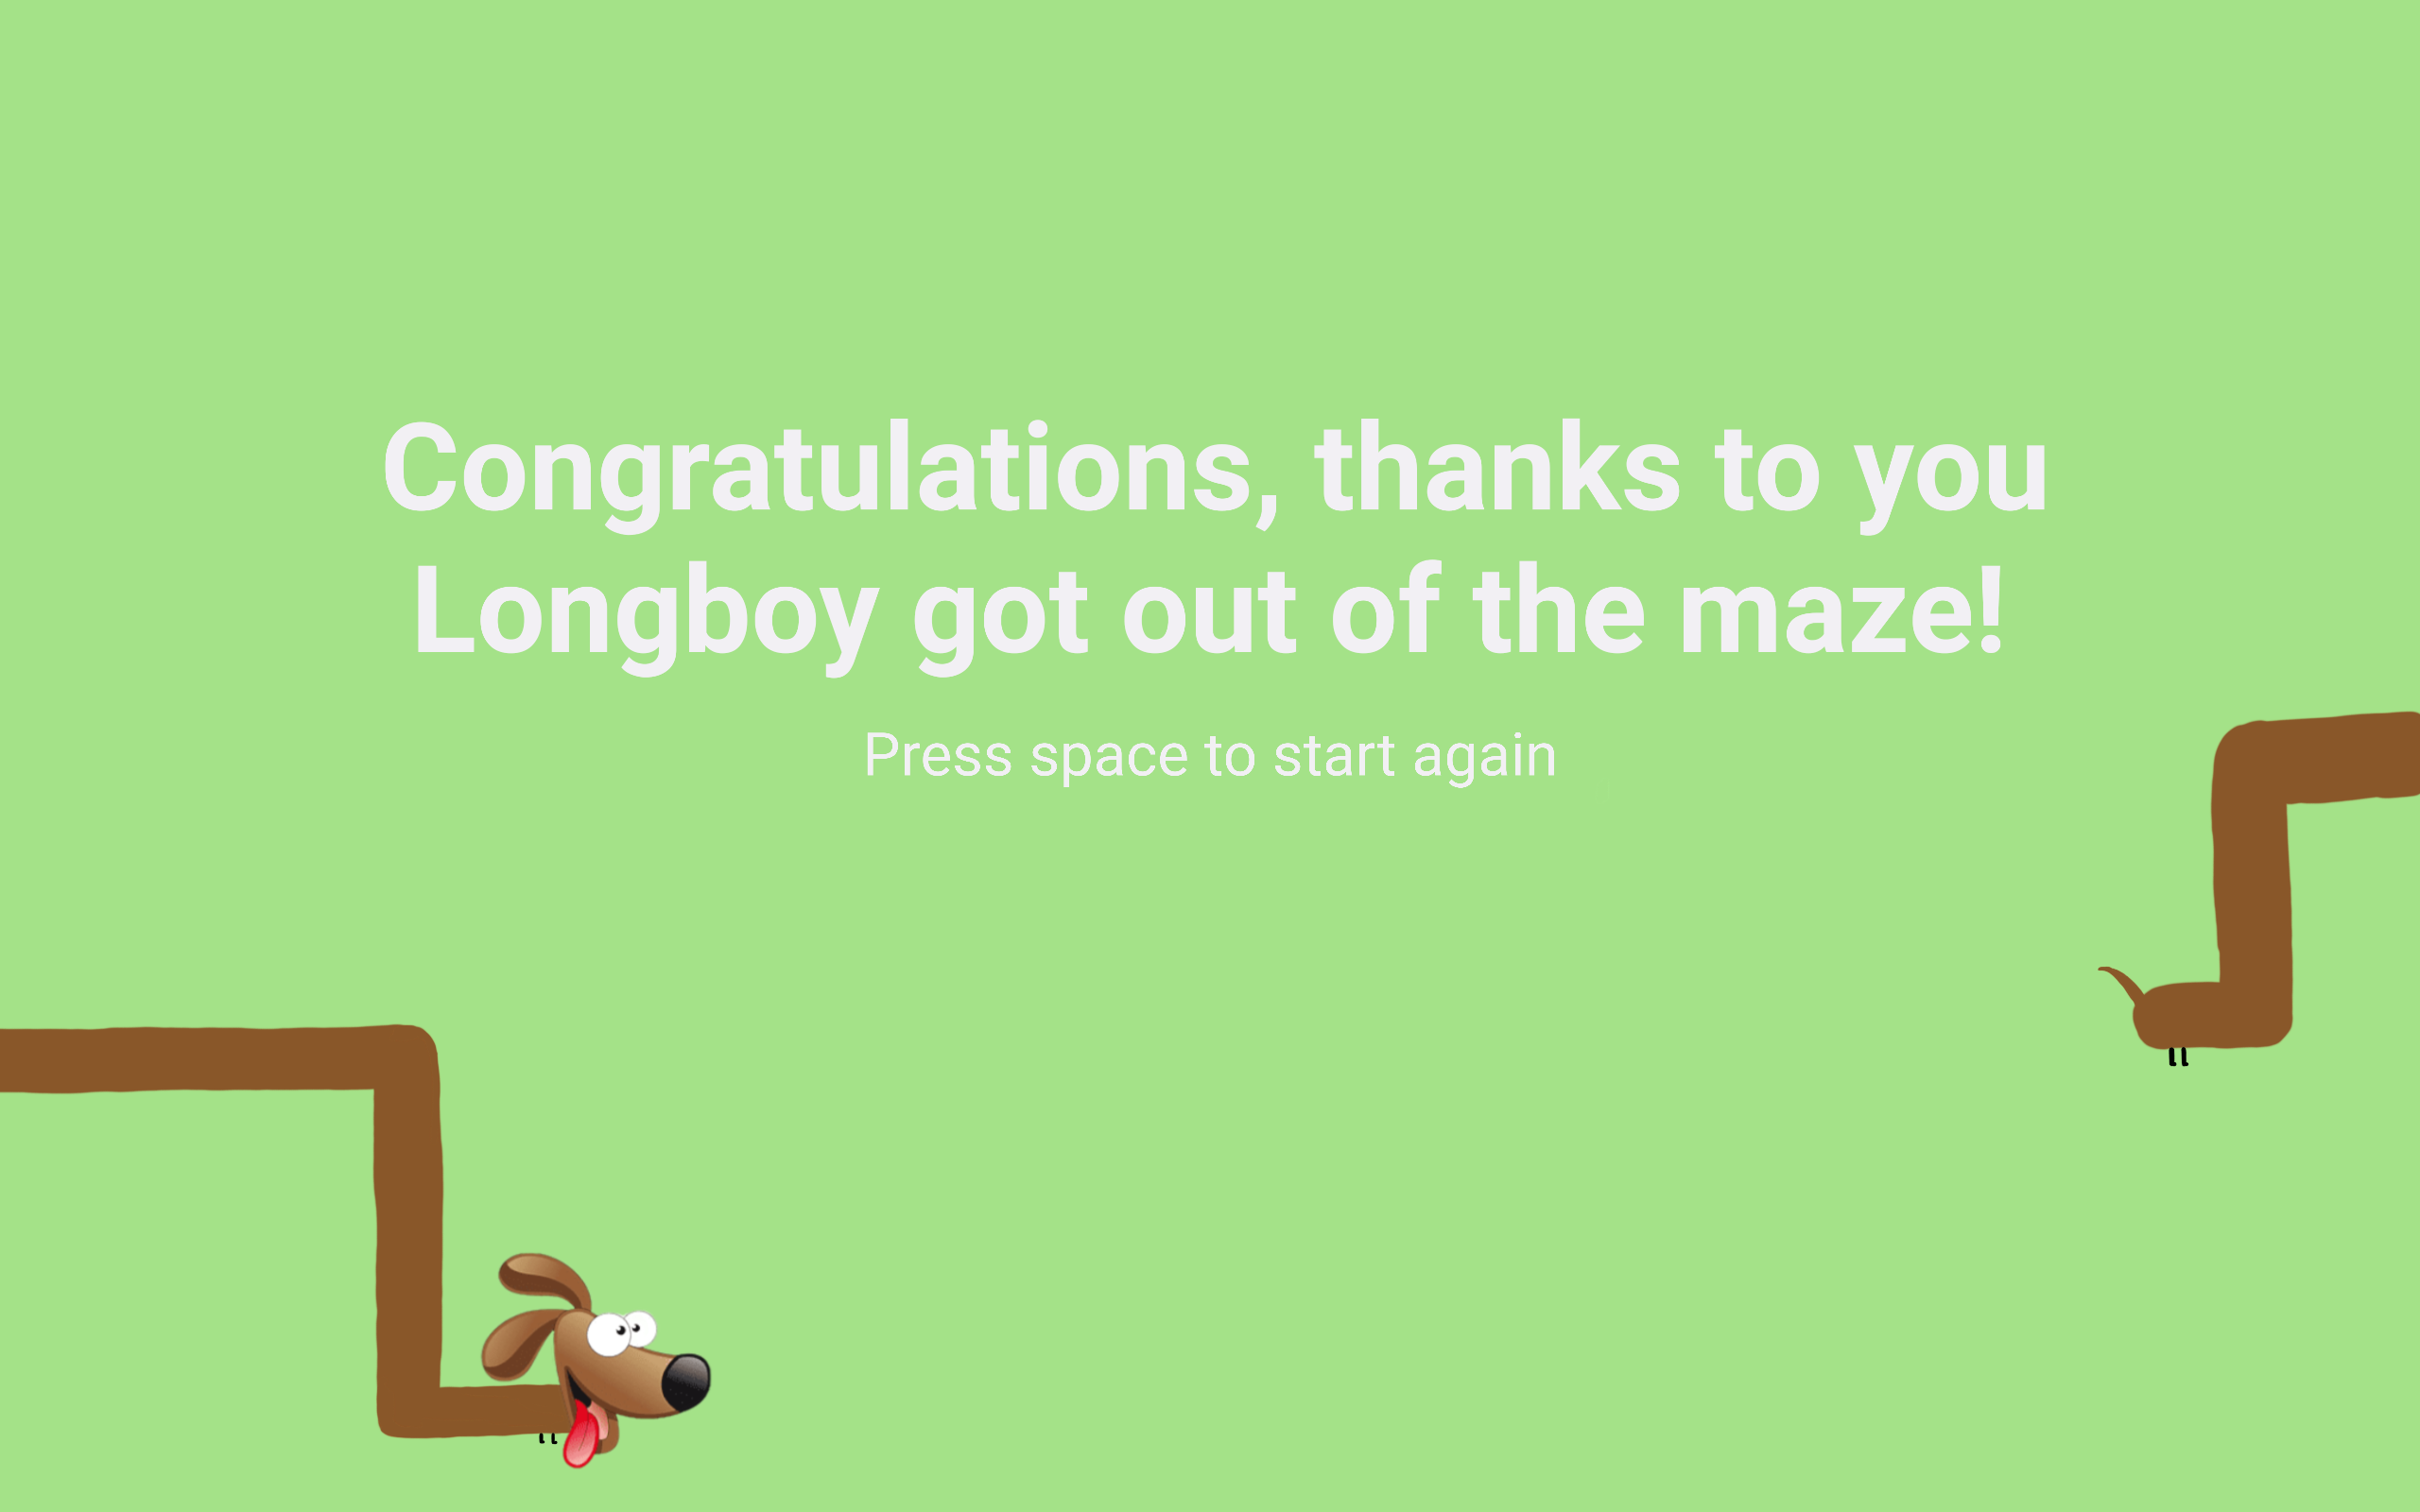 Congratulations, thanks to you
Longboy got out of the maze!
Press space to start again